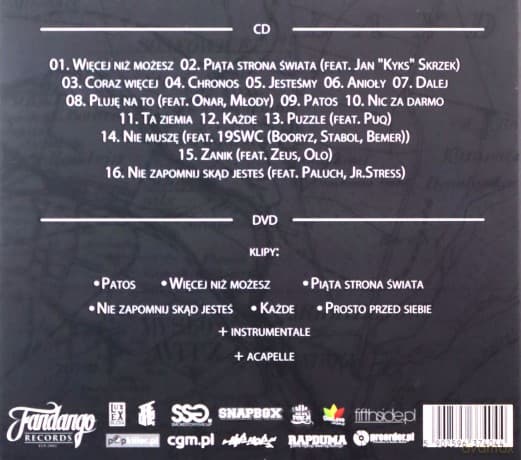 CD
01. Więcej niż możesz 02. Piąta strona świata (feat. Jan "Kyks" Skrzek)
03. Coraz więcej 04. Chronos 05. Jesteśmy 06. Anioły 07. Dalej
08. Pluję na to (feat. Onar, Młody) 09. Patos 10. Nic za darmo
11. Ta ziemia 12. Każde 13. Puzzle (feat. Puq)
14. Nie muszę (feat. 19SWC (Booryz, Stabol, Bemer))
15. Zanik (feat. Zeus, Olo)
16. Nie zapomnij skąd jesteś (feat. Paluch, Jr.Stress)
DVD
klipy:
•Patos •Więcej niż możesz •Piąta strona świata
•Nie zapomnij skąd jesteś •Każde •Prosto przed siebie
+ instrumentale
+ acapelle
Fandango RECORDS
SSG SNAPBOX fifthside.pl
popkiller.pl cgm.pl RAPDUMA preorder.pl